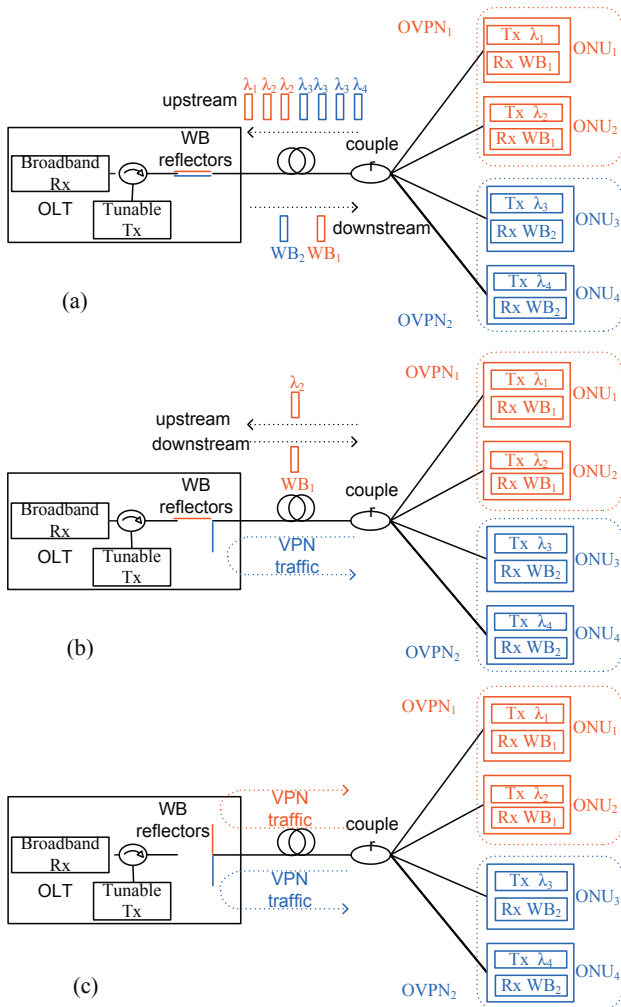 OVPN₁
Tx λ₁
ONU₁
Rx WB₁
λ₁ λ₂ λ₂ λ₃ λ₃ λ₃ λ₄
upstream
Tx λ₂
ONU₂
Rx WB₁
WB
reflectors
couple
r
Broadband
Rx
OLT
Tunable
Tx
Tx λ₃
ONU₃
Rx WB₂
downstream
WB₂ WB₁
Tx λ₄
ONU₄
Rx WB₂
OVPN₂
(a)
OVPN₁
Tx λ₁
ONU₁
Rx WB₁
λ₂
upstream
downstream
Tx λ₂
ONU₂
Rx WB₁
WB
reflectors
WB₁
couple
r
Broadband
Rx
OLT
Tunable
Tx
VPN
traffic
Tx λ₃
ONU₃
Rx WB₂
Tx λ₄
ONU₄
Rx WB₂
OVPN₂
(b)
OVPN₁
Tx λ₁
ONU₁
Rx WB₁
VPN
traffic
Tx λ₂
ONU₂
Rx WB₁
WB
reflectors
couple
r
Broadband
Rx
OLT
Tunable
Tx
VPN
traffic
Tx λ₃
ONU₃
Rx WB₂
Tx λ₄
ONU₄
Rx WB₂
OVPN₂
(c)